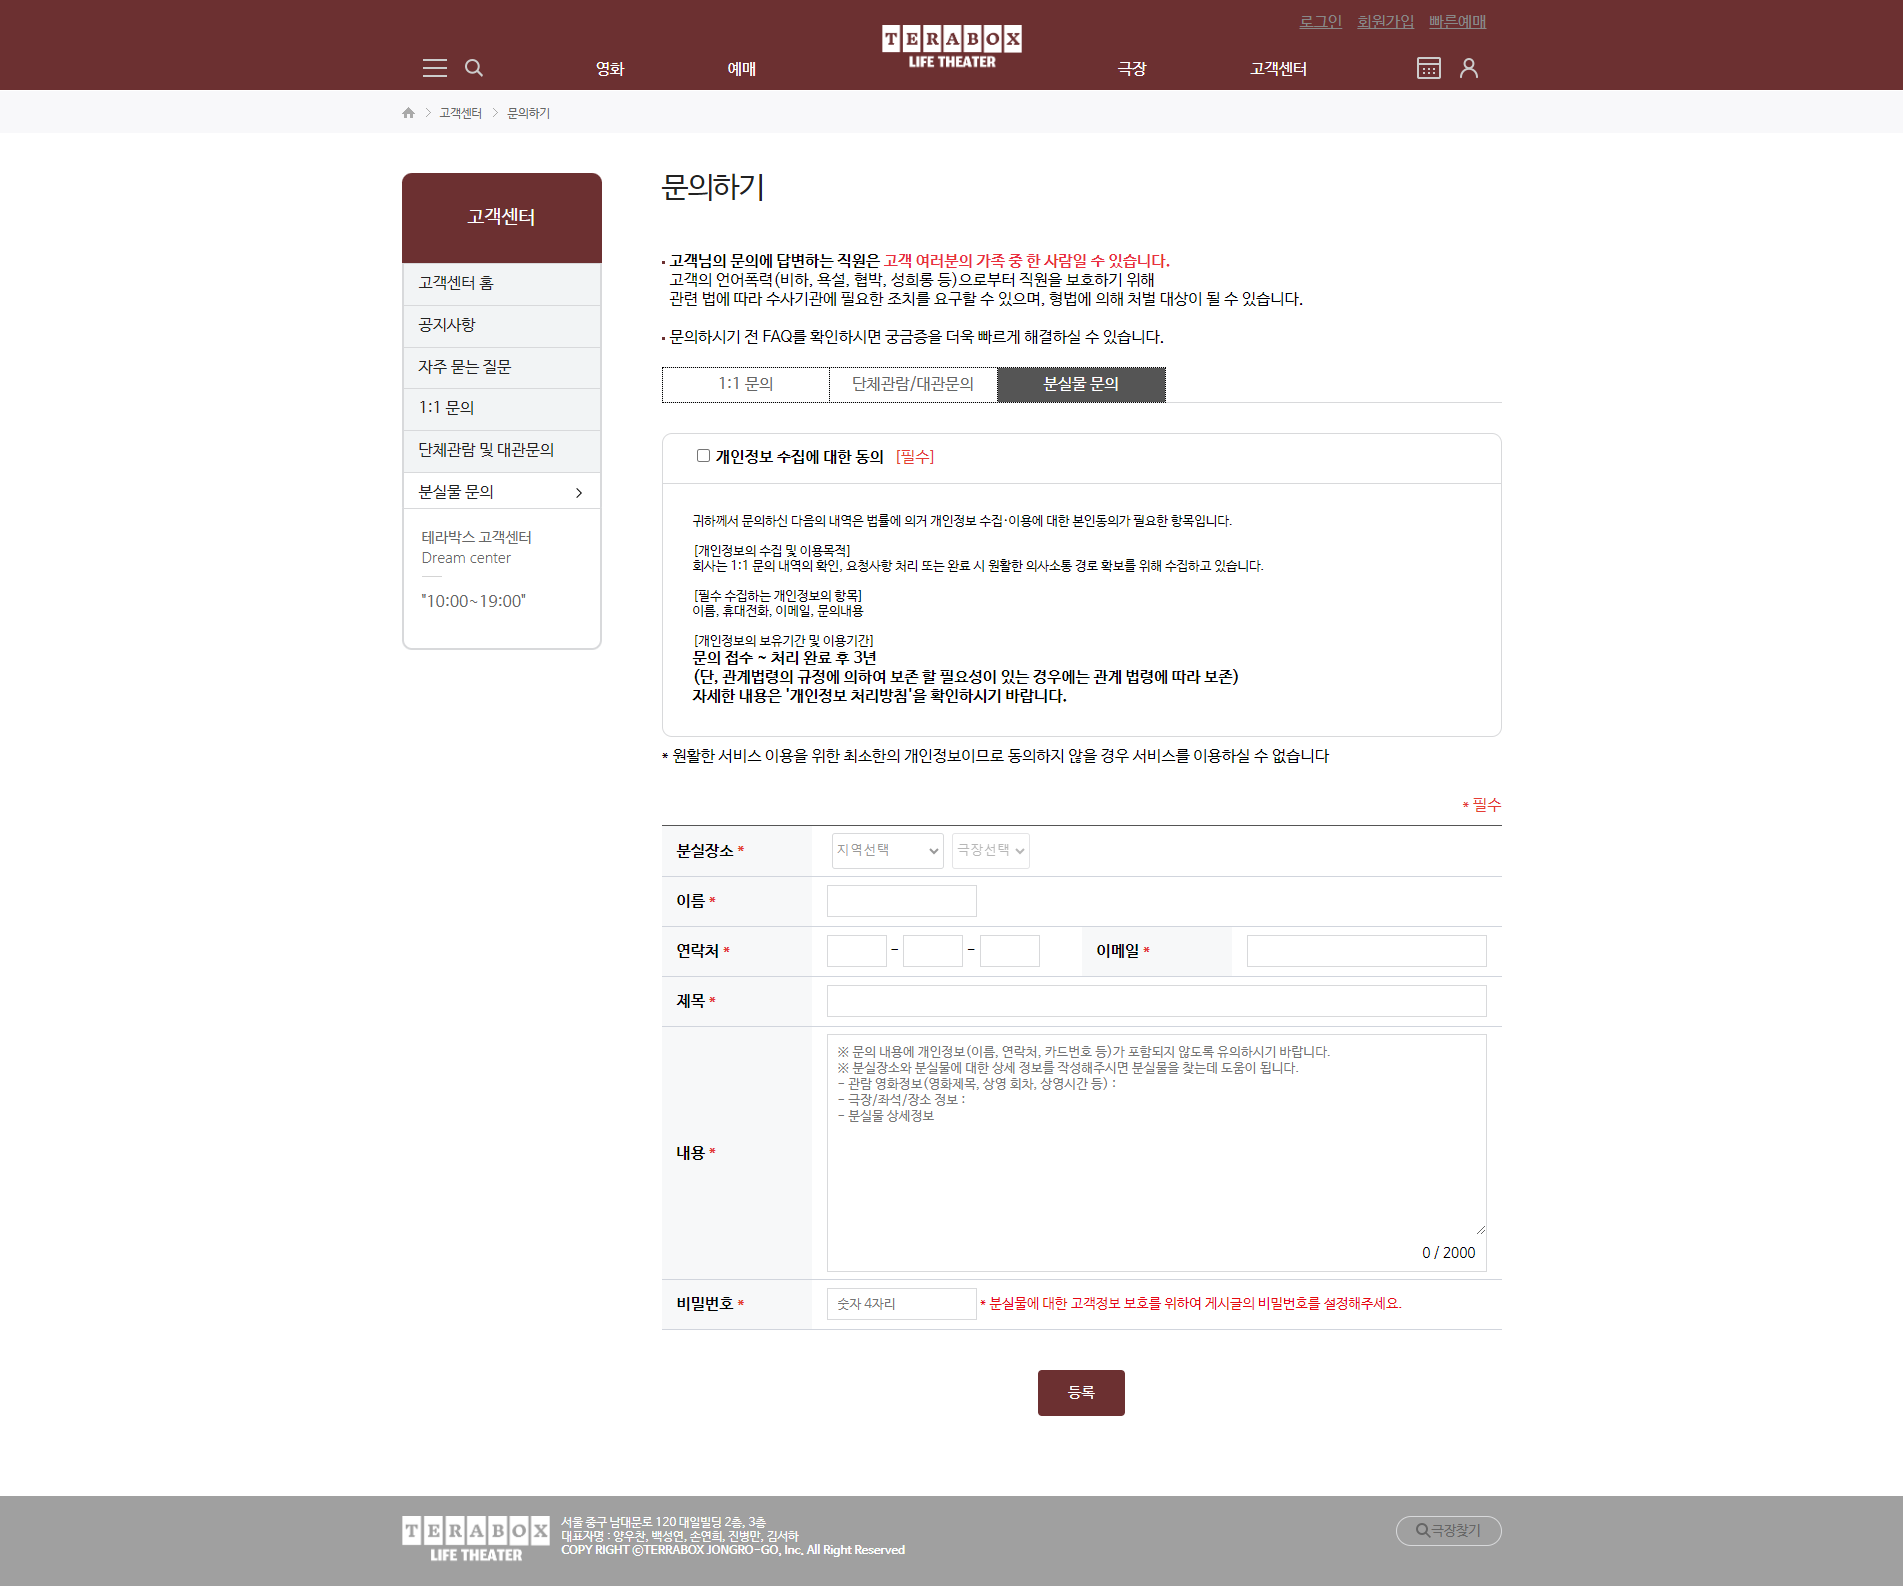 로그인 회원가입 빠른예매
TERABOX
LIFE THEATER
영화 예매 극장 고객센터
고객센터 문의하기
고객센터
고객센터 홈
공지사항
자주 묻는 질문
1:1 문의
단체관람 및 대관문의
분실물 문의
테라박스 고객센터
Dream center
"10:00~19:00"
문의하기
고객님의 문의에 답변하는 직원은 고객 여러분의 가족 중 한 사람일 수 있습니다.
고객의 언어폭력(비하, 욕설, 협박, 성희롱 등)으로부터 직원을 보호하기 위해
관련 법에 따라 수사기관에 필요한 조치를 요구할 수 있으며, 형법에 의해 처벌 대상이 될 수 있습니다.
문의하시기 전 FAQ를 확인하시면 궁금증을 더욱 빠르게 해결하실 수 있습니다.
1:1 문의 단체관람/대관문의 분실물 문의
개인정보 수집에 대한 동의 [필수]
귀하께서 문의하신 다음의 내역은 법률에 의거 개인정보 수집·이용에 대한 본인동의가 필요한 항목입니다.
[개인정보의 수집 및 이용목적]
회사는 1:1 문의 내역의 확인, 요청사항 처리 또는 완료 시 원활한 의사소통 경로 확보를 위해 수집하고 있습니다.
[필수 수집하는 개인정보의 항목]
이름, 휴대전화, 이메일, 문의내용
[개인정보의 보유기간 및 이용기간]
문의 접수 ~ 처리 완료 후 3년
(단, 관계법령의 규정에 의하여 보존 할 필요성이 있는 경우에는 관계 법령에 따라 보존)
자세한 내용은 '개인정보 처리방침'을 확인하시기 바랍니다.
* 원활한 서비스 이용을 위한 최소한의 개인정보이므로 동의하지 않을 경우 서비스를 이용하실 수 없습니다
* 필수
분실장소 * 지역선택 극장선택
이름 *
연락처 * - - 이메일 *
제목 *
※ 문의 내용에 개인정보(이름, 연락처, 카드번호 등)가 포함되지 않도록 유의하시기 바랍니다.
※ 분실장소와 분실물에 대한 상세 정보를 작성해주시면 분실물을 찾는데 도움이 됩니다.
- 관람 영화정보(영화제목, 상영 회차, 상영시간 등) :
- 극장/좌석/장소 정보 :
- 분실물 상세정보
내용 *
0 / 2000
비밀번호 * 숫자 4자리 * 분실물에 대한 고객정보 보호를 위하여 게시글의 비밀번호를 설정해주세요.
등록
TERABOX
LIFE THEATER
서울 중구 남대문로 120 대일빌딩 2층, 3층
대표자명 : 양우찬, 백성연, 손연희, 진병만, 김서하
COPY RIGHT ⓒTERRABOX JONGRO-GO, Inc. All Right Reserved
극장찾기